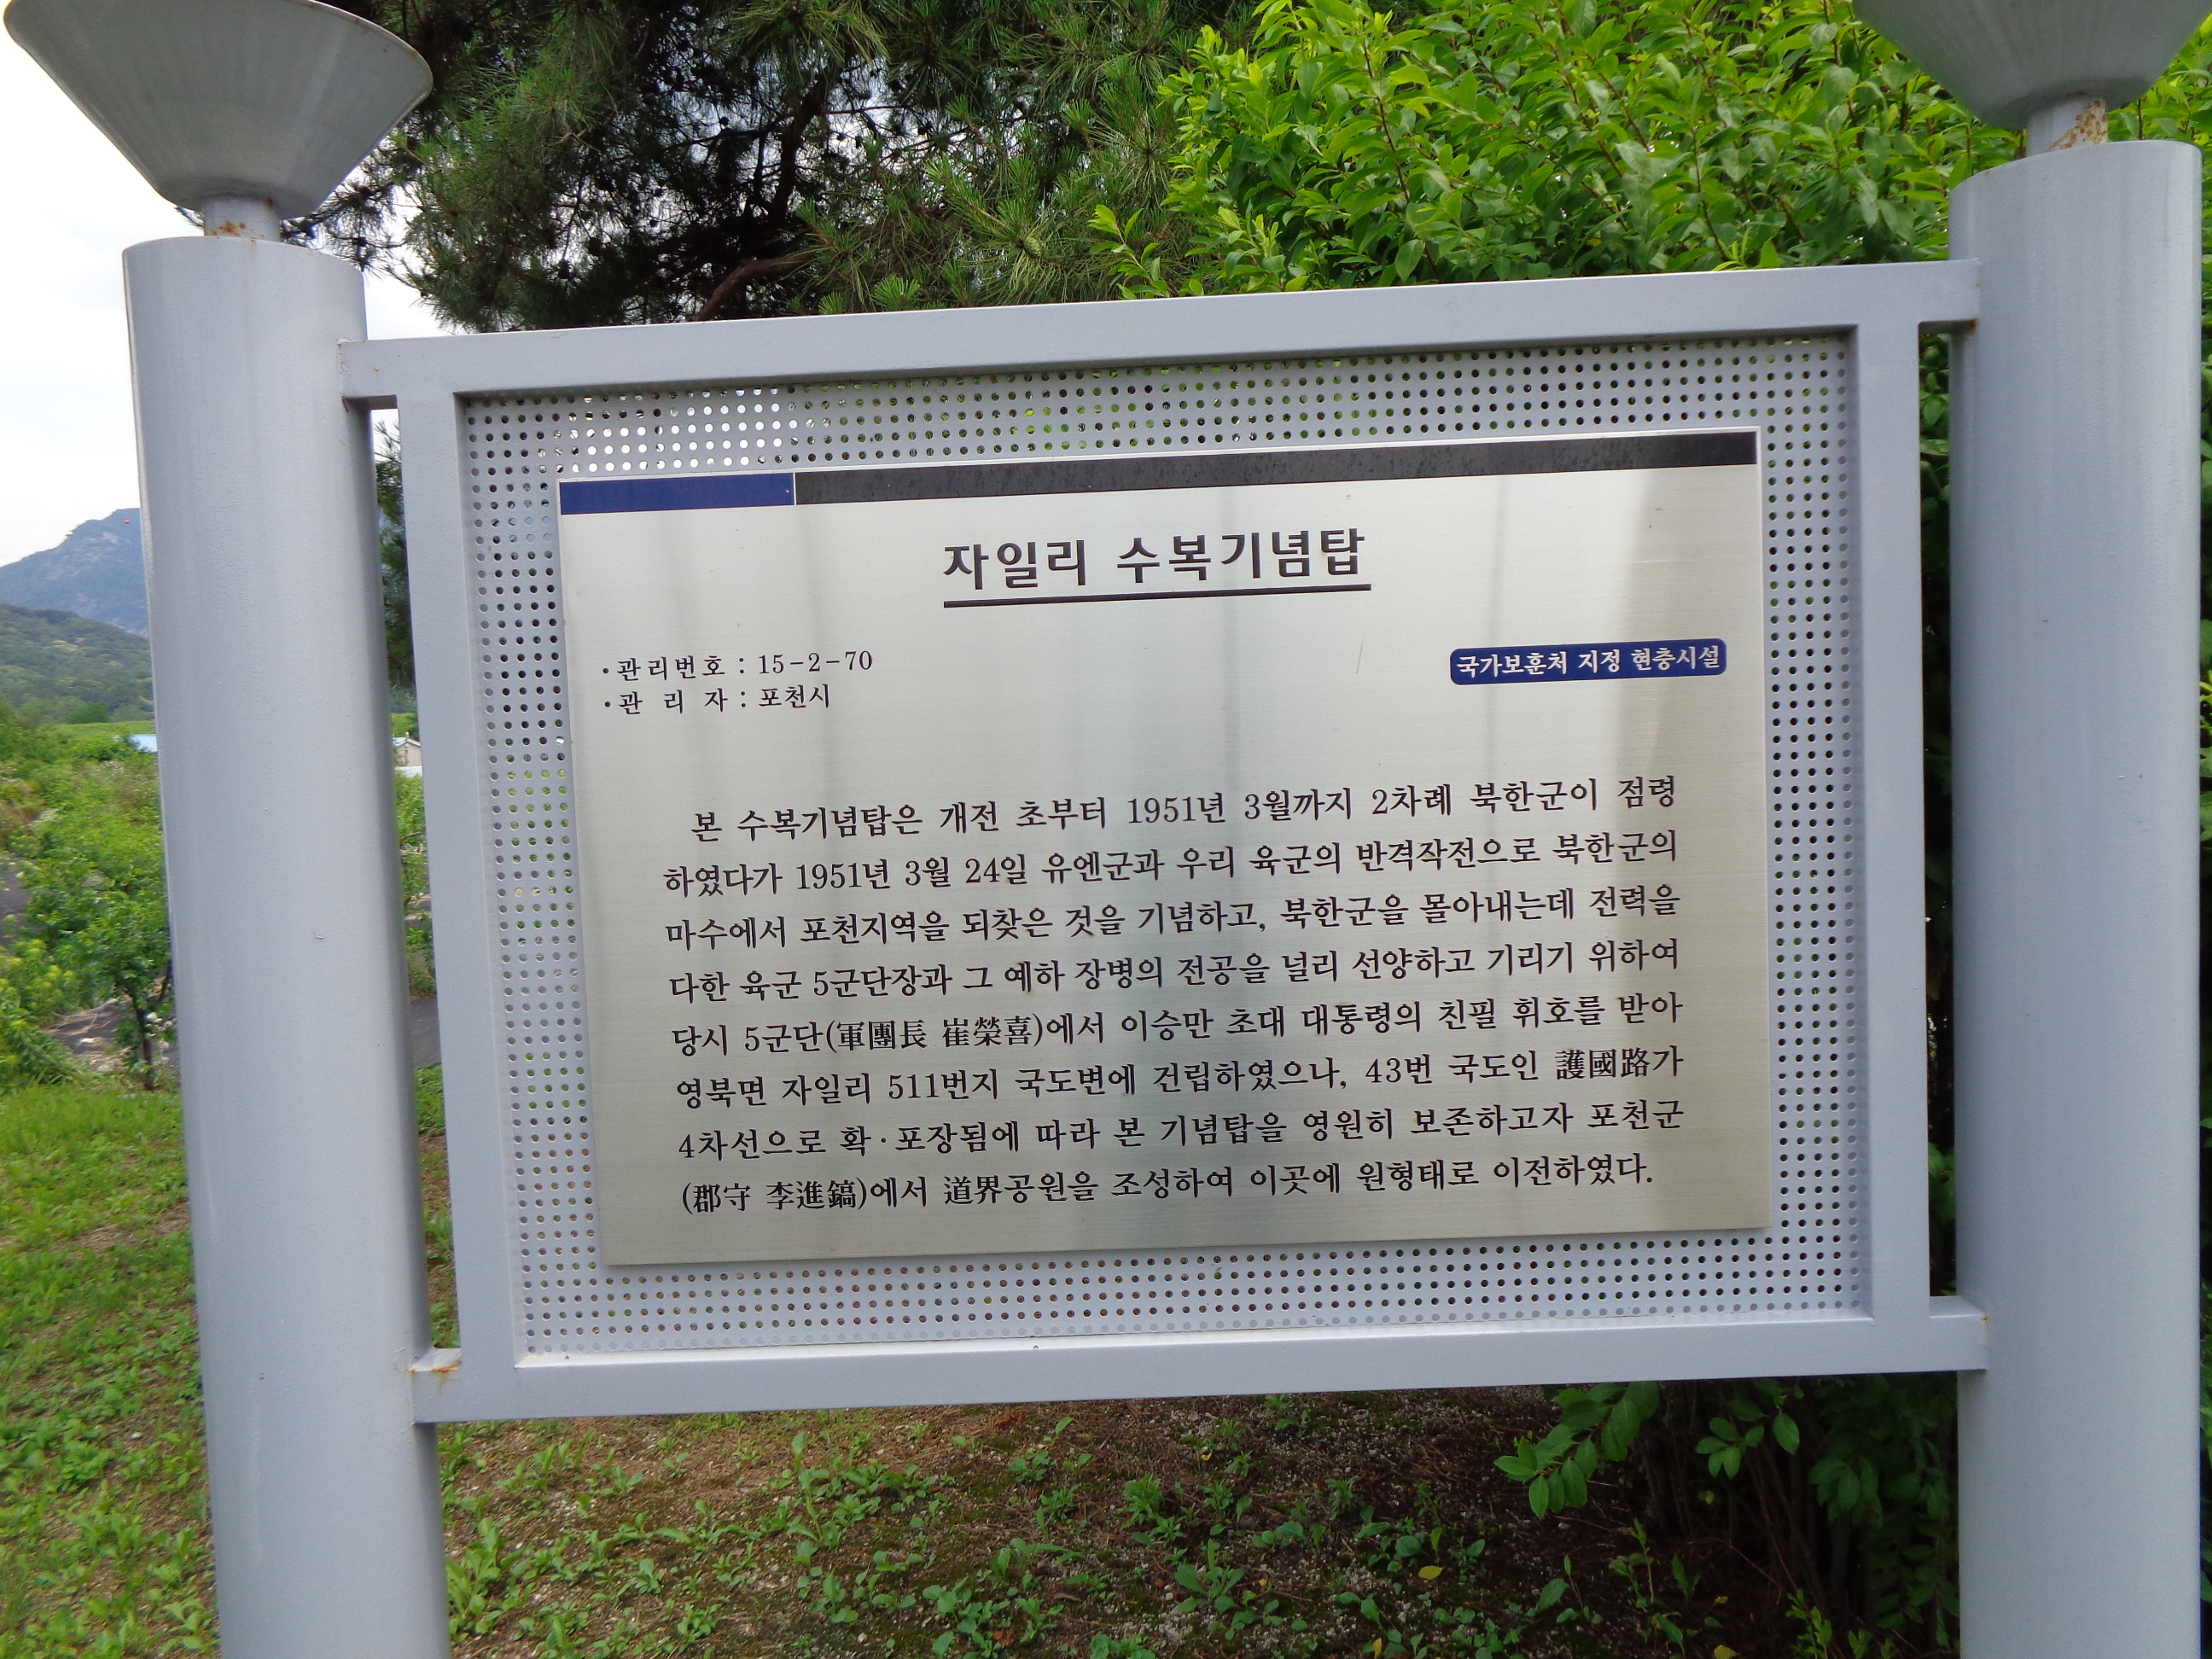 자일리 수복기념탑
·관리번호 : 15-2-70
국가보훈처 지정 현충시설
·관 리 자 : 포천시
본 수복기념탑은 개전 초부터 1951년 3월까지 2차례 북한군이 점령
하였다가 1951년 3월 24일 유엔군과 우리 육군의 반격작전으로 북한군의
마수에서 포천지역을 되찾은 것을 기념하고, 북한군을 몰아내는데 전력을
다한 육군 5군단장과 그 예하 장병의 전공을 널리 선양하고 기리기 위하여
당시 5군단(軍團長 崔榮喜)에서 이승만 초대 대통령의 친필 휘호를 받아
영북면 자일리 511번지 국도변에 건립하였으나, 43번 국도인 護國路가
4차선으로 확·포장됨에 따라 본 기념탑을 영원히 보존하고자 포천군
(郡守 李進鎬)에서 道界공원을 조성하여 이곳에 원형태로 이전하였다.